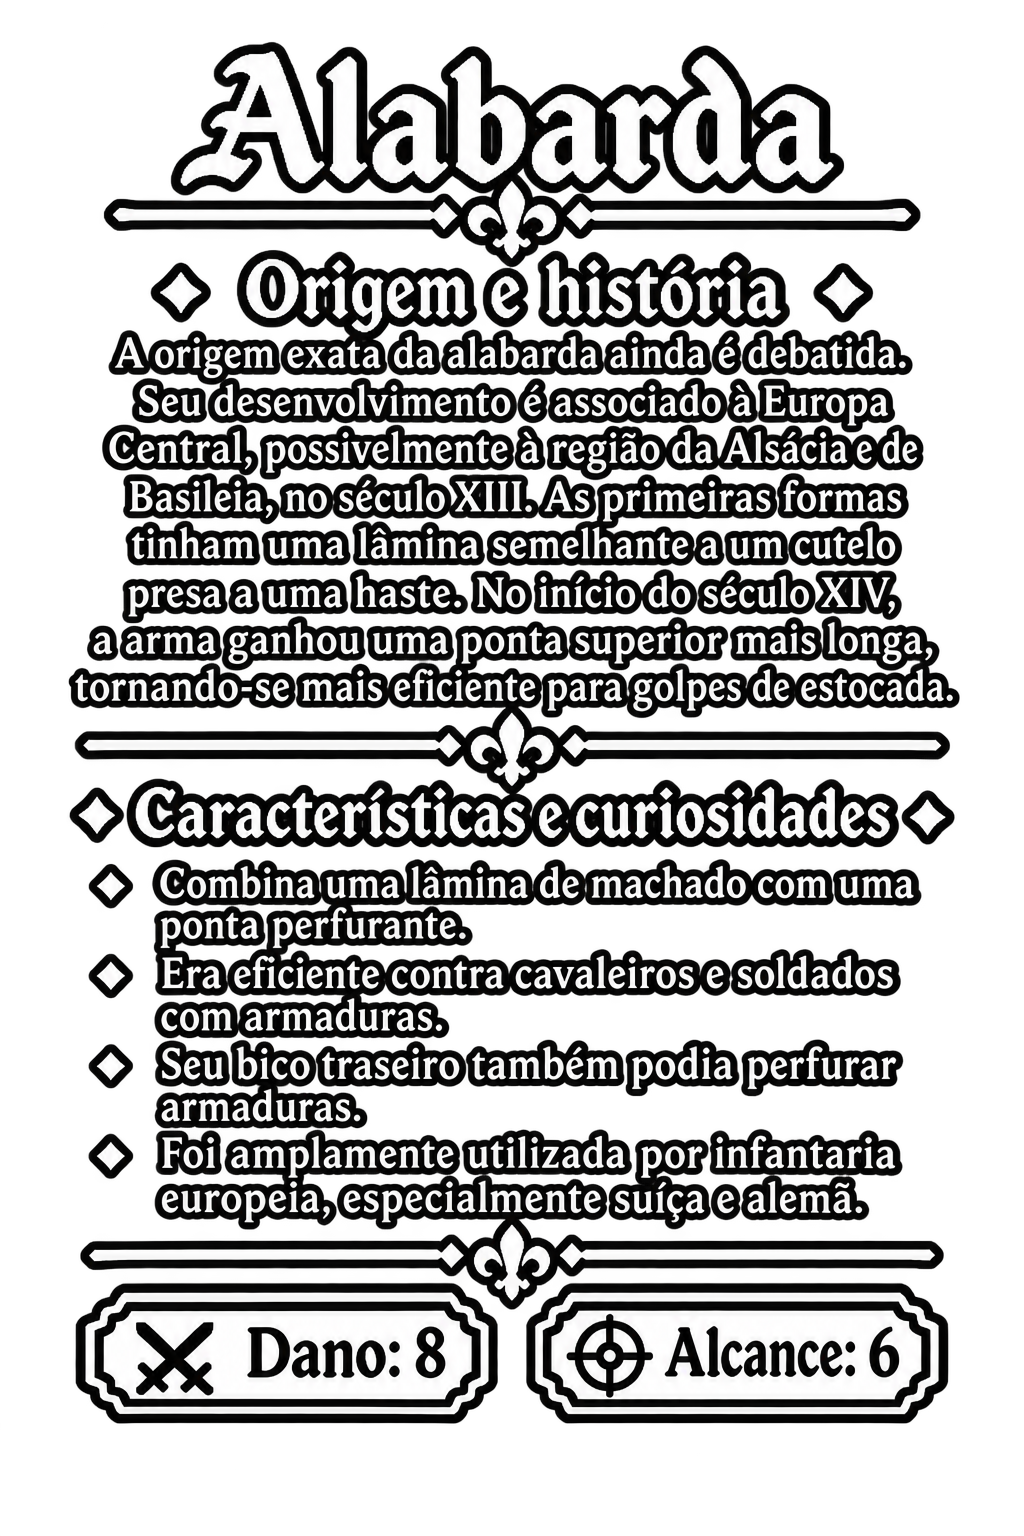 Alabarda
Origem e história
A origem exata da alabarda ainda é debatida.
Seu desenvolvimento é associado à Europa
Central, possivelmente à região da Alsácia e de
Basileia, no século XIII. As primeiras formas
tinham uma lâmina semelhante a um cutelo
presa a uma haste. No início do século XIV,
a arma ganhou uma ponta superior mais longa,
tornando-se mais eficiente para golpes de estocada.
Características e curiosidades
Combina uma lâmina de machado com uma
ponta perfurante.
Era eficiente contra cavaleiros e soldados
com armaduras.
Seu bico traseiro também podia perfurar
armaduras.
Foi amplamente utilizada por infantaria
europeia, especialmente suíça e alemã.
Dano: 8
Alcance: 6